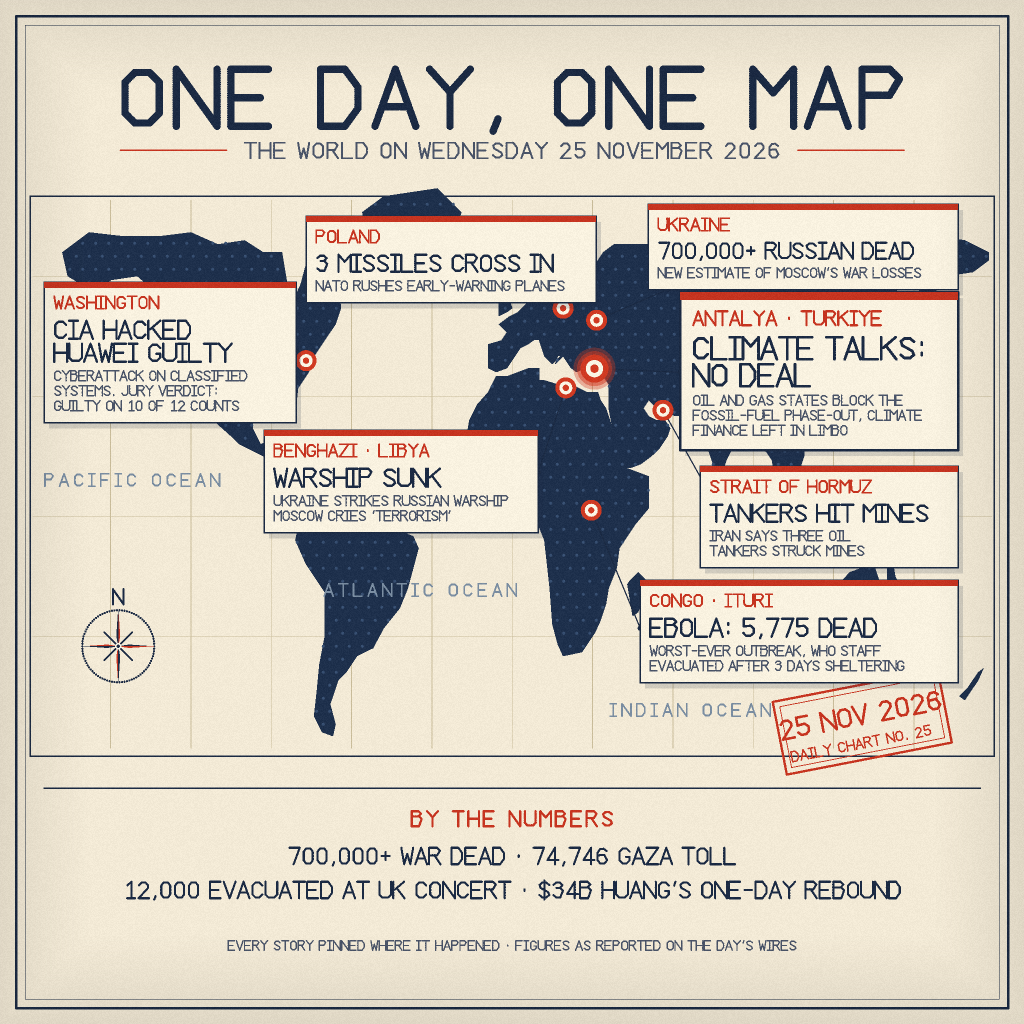 ONE DAY, ONE MAP
THE WORLD ON WEDNESDAY 25 NOVEMBER 2026
POLAND
3 MISSILES CROSS IN
NATO RUSHES EARLY-WARNING PLANES
UKRAINE
700,000+ RUSSIAN DEAD
NEW ESTIMATE OF MOSCOW'S WAR LOSSES
WASHINGTON
CIA HACKED
HUAWEI GUILTY
CYBERATTACK ON CLASSIFIED
SYSTEMS. JURY VERDICT:
GUILTY ON 10 OF 12 COUNTS
ANTALYA · TURKIYE
CLIMATE TALKS:
NO DEAL
OIL AND GAS STATES BLOCK THE
FOSSIL-FUEL PHASE-OUT, CLIMATE
FINANCE LEFT IN LIMBO
BENGHAZI · LIBYA
WARSHIP SUNK
UKRAINE STRIKES RUSSIAN WARSHIP
MOSCOW CRIES 'TERRORISM'
PACIFIC OCEAN
STRAIT OF HORMUZ
TANKERS HIT MINES
IRAN SAYS THREE OIL
TANKERS STRUCK MINES
ATLANTIC OCEAN
N
CONGO · ITURI
EBOLA: 5,775 DEAD
WORST-EVER OUTBREAK, WHO STAFF
EVACUATED AFTER 3 DAYS SHELTERING
INDIAN OCEAN
25 NOV 2026
DAILY CHART NO. 25
BY THE NUMBERS
700,000+ WAR DEAD · 74,746 GAZA TOLL
12,000 EVACUATED AT UK CONCERT · $34B HUANG'S ONE-DAY REBOUND
EVERY STORY PINNED WHERE IT HAPPENED · FIGURES AS REPORTED ON THE DAY'S WIRES